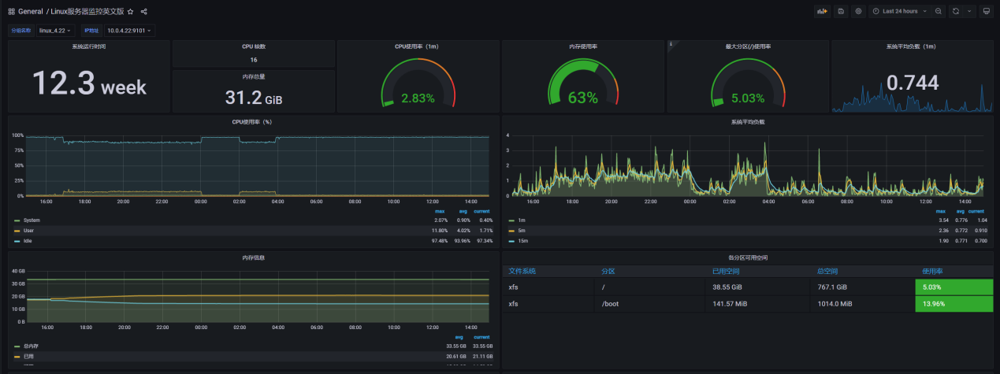 General / Linux服务器监控英文版
Last 24 hours
分组名称 linux_4.22 IP地址 10.0.4.22:9101
系统运行时间
12.3 week
CPU 核数
16
内存总量
31.2 GiB
CPU使用率（1m）
2.83%
内存使用率
63%
i
最大分区(/)使用率
5.03%
系统平均负载（1m）
0.744
CPU使用率（%）
100%
75%
50%
25%
0%
16:00 18:00 20:00 22:00 00:00 02:00 04:00 06:00 08:00 10:00 12:00 14:00
max avg current
System 2.07% 0.90% 0.40%
User 11.80% 4.02% 1.71%
Idle 97.48% 93.96% 97.34%
系统平均负载
4
3
2
1
0
16:00 18:00 20:00 22:00 00:00 02:00 04:00 06:00 08:00 10:00 12:00 14:00
max avg current
1m 3.54 0.776 1.04
5m 2.36 0.772 0.910
15m 1.90 0.771 0.700
内存信息
40 GB
30 GB
20 GB
10 GB
0 B
16:00 18:00 20:00 22:00 00:00 02:00 04:00 06:00 08:00 10:00 12:00 14:00
avg current
总内存 33.55 GB 33.55 GB
已用 20.61 GB 21.11 GB
各分区可用空间
文件系统 分区 已用空间 总空间 使用率
xfs / 38.55 GiB 767.1 GiB 5.03%
xfs /boot 141.57 MiB 1014.0 MiB 13.96%